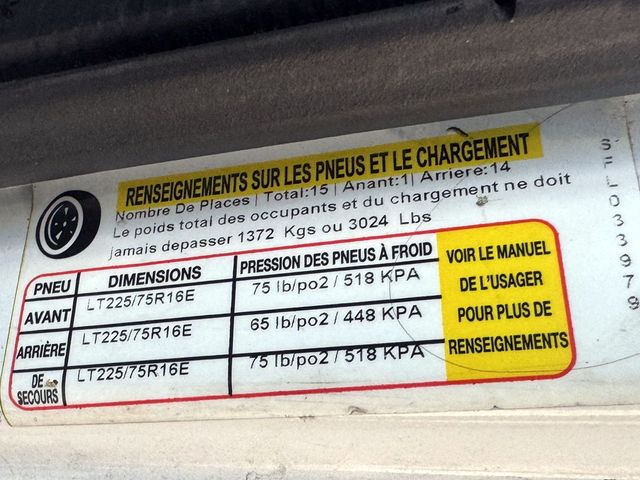 RENSEIGNEMENTS SUR LES PNEUS ET LE CHARGEMENT
Nombre De Places | Total:15 | Anant:1| Arriere:14
Le poids total des occupants et du chargement ne doit
jamais depasser 1372 Kgs ou 3024 Lbs
PNEU DIMENSIONS PRESSION DES PNEUS À FROID
AVANT LT225/75R16E 75 lb/po2 / 518 KPA
ARRIÈRE LT225/75R16E 65 lb/po2 / 448 KPA
DE SECOURS LT225/75R16E 75 lb/po2 / 518 KPA
VOIR LE MANUEL
DE L'USAGER
POUR PLUS DE
RENSEIGNEMENTS
SFL033979